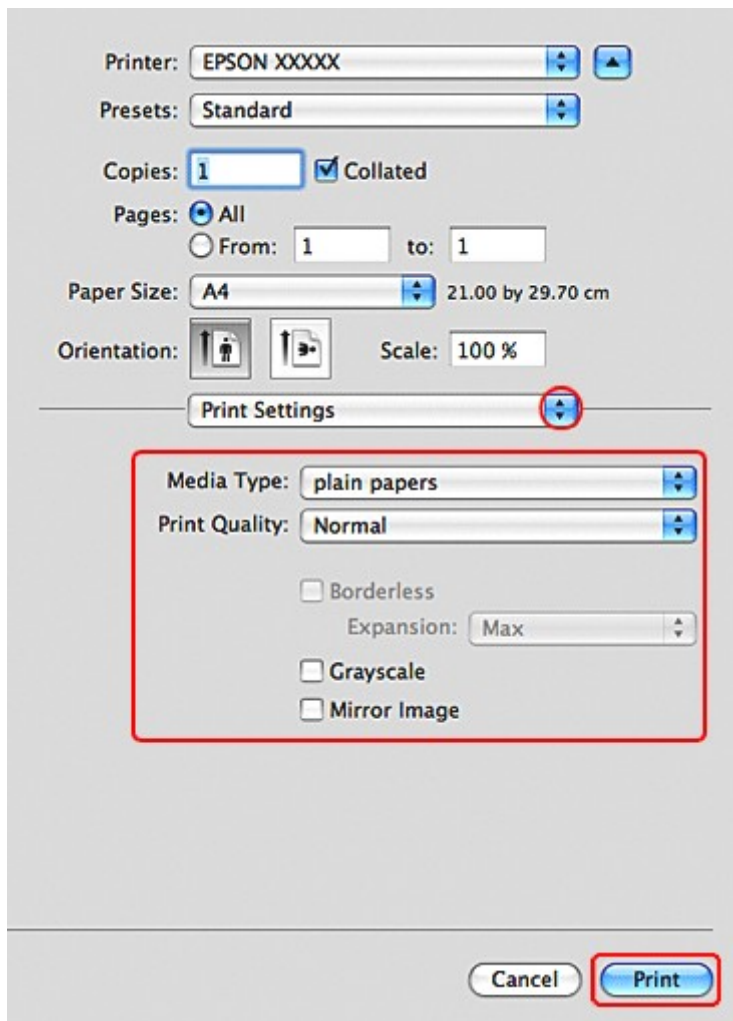 Printer: EPSON XXXXX
Presets: Standard
Copies: 1 Collated
Pages: All
From: 1 to: 1
Paper Size: A4 21.00 by 29.70 cm
Orientation: Scale: 100 %
Print Settings
Media Type: plain papers
Print Quality: Normal
Borderless
Expansion: Max
Grayscale
Mirror Image
Cancel Print